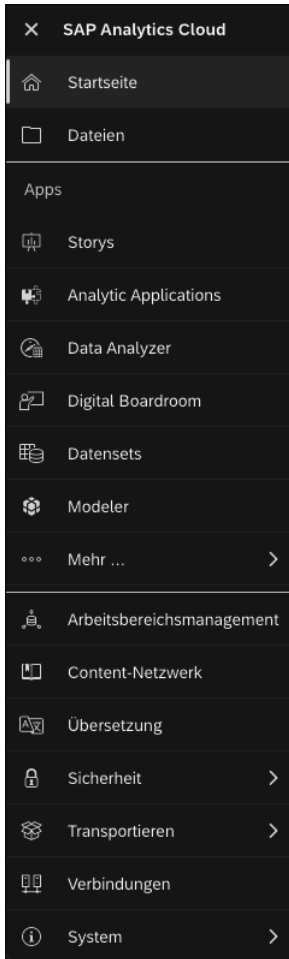 SAP Analytics Cloud
Startseite
Dateien
Apps
Storys
Analytic Applications
Data Analyzer
Digital Boardroom
Datensets
Modeler
Mehr ...
Arbeitsbereichsmanagement
Content-Netzwerk
Übersetzung
Sicherheit
Transportieren
Verbindungen
System